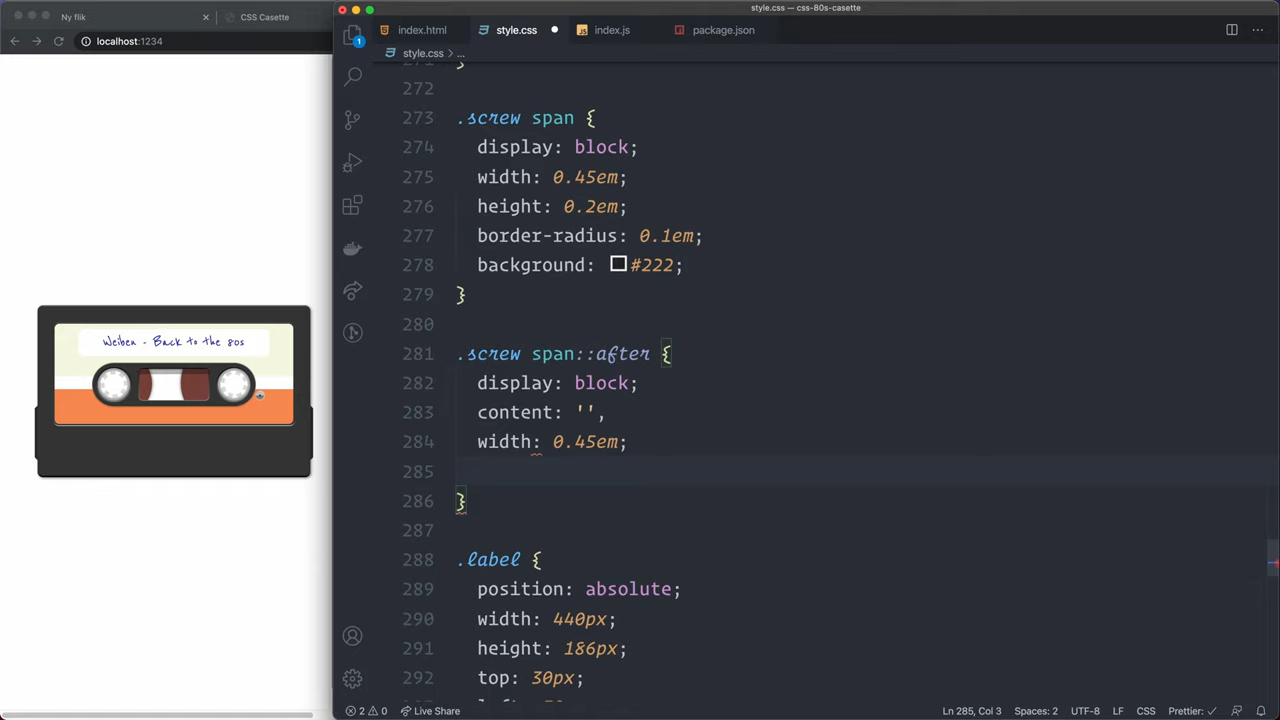 style.css — css-80s-casette
Ny flik
CSS Casette
localhost:1234
index.html
style.css
index.js
package.json
style.css > ...
1
272
273 .screw span {
274 display: block;
275 width: 0.45em;
276 height: 0.2em;
277 border-radius: 0.1em;
278 background: #222;
279 }
280
281 .screw span::after {
282 display: block;
283 content: '',
284 width: 0.45em;
285
286 }
287
288 .label {
289 position: absolute;
290 width: 440px;
291 height: 186px;
292 top: 30px;
Weiben - Back to the 80s
2 0 Live Share Ln 285, Col 3 Spaces: 2 UTF-8 LF CSS Prettier: ✓